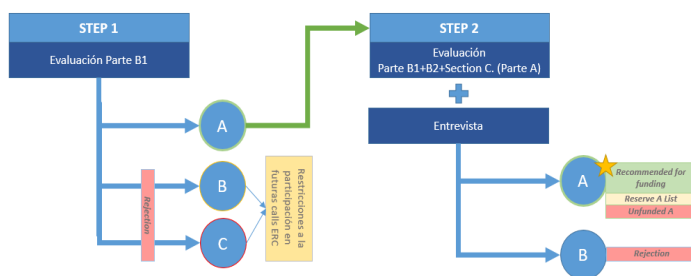 STEP 1
Evaluación Parte B1
A
B
C
Rejection
Restricciones a la
participación en
futuras calls ERC
STEP 2
Evaluación
Parte B1+B2+Section C. (Parte A)
Entrevista
A
Recommended for
funding
Reserve A List
Unfunded A
B
Rejection